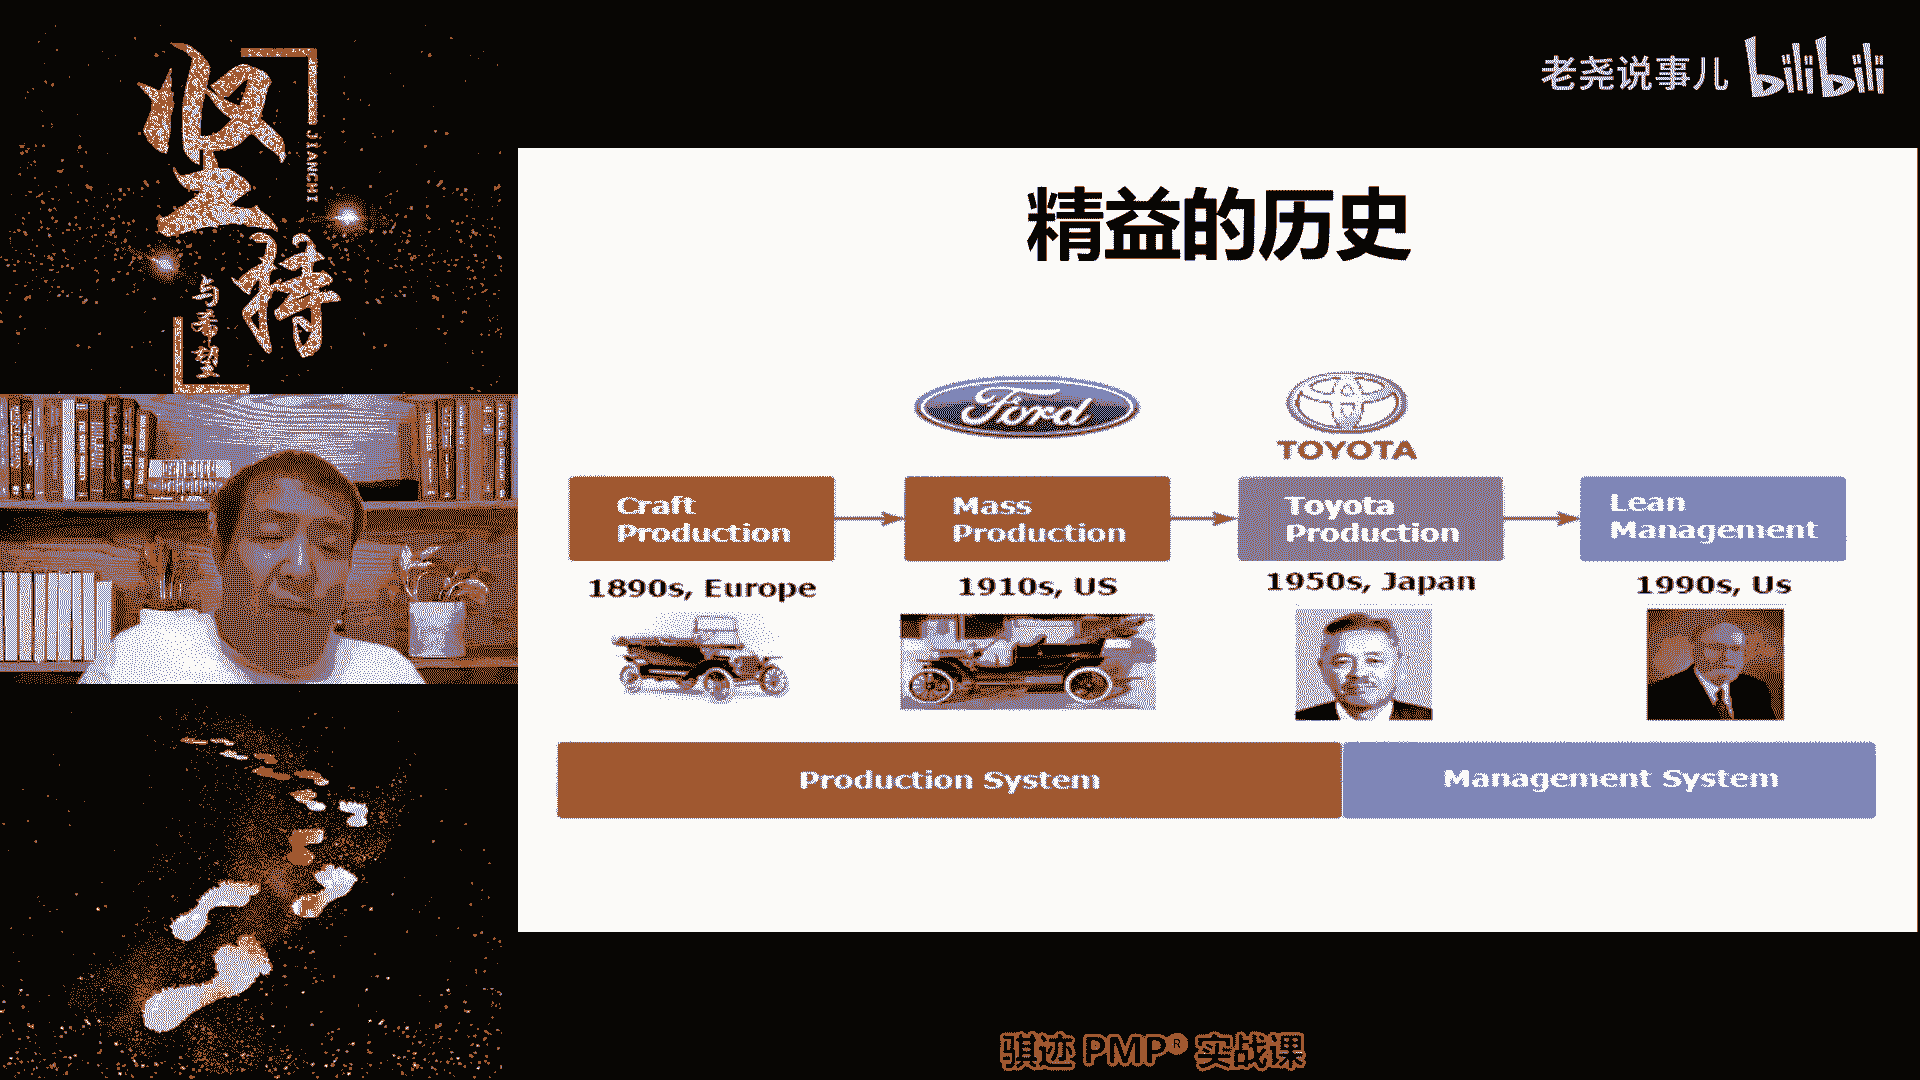 坚持
JIANCHI
与希望
老尧说事儿 bilibili
精益的历史
Ford
TOYOTA
Craft
Production
Mass
Production
Toyota
Production
Lean
Management
1890s, Europe
1910s, US
1950s, Japan
1990s, Us
Production System
Management System
骐迹 PMP® 实战课